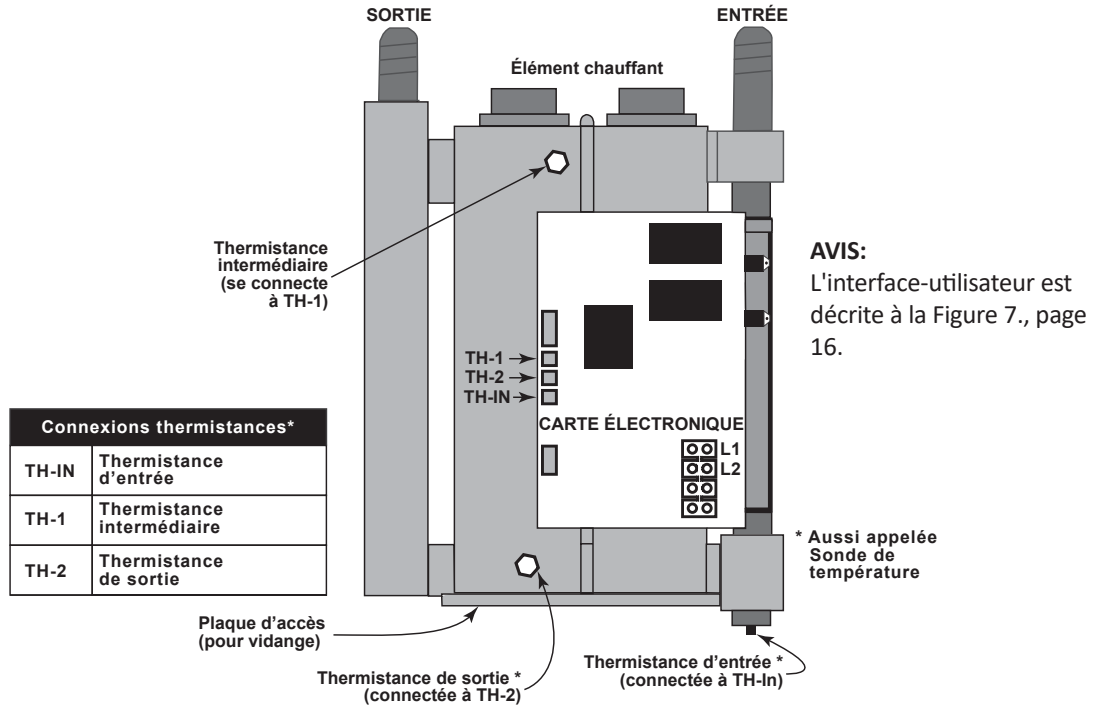 SORTIE
ENTRÉE
Élément chauffant
Thermistance
intermédiaire
(se connecte
à TH-1)
AVIS:
L'interface-utilisateur est
décrite à la Figure 7., page
16.
TH-1
TH-2
TH-IN
CARTE ÉLECTRONIQUE
L1
L2
Connexions thermistances*
TH-IN Thermistance
d'entrée
TH-1 Thermistance
intermédiaire
TH-2 Thermistance
de sortie
* Aussi appelée
Sonde de
température
Plaque d'accès
(pour vidange)
Thermistance de sortie *
(connectée à TH-2)
Thermistance d'entrée *
(connectée à TH-In)